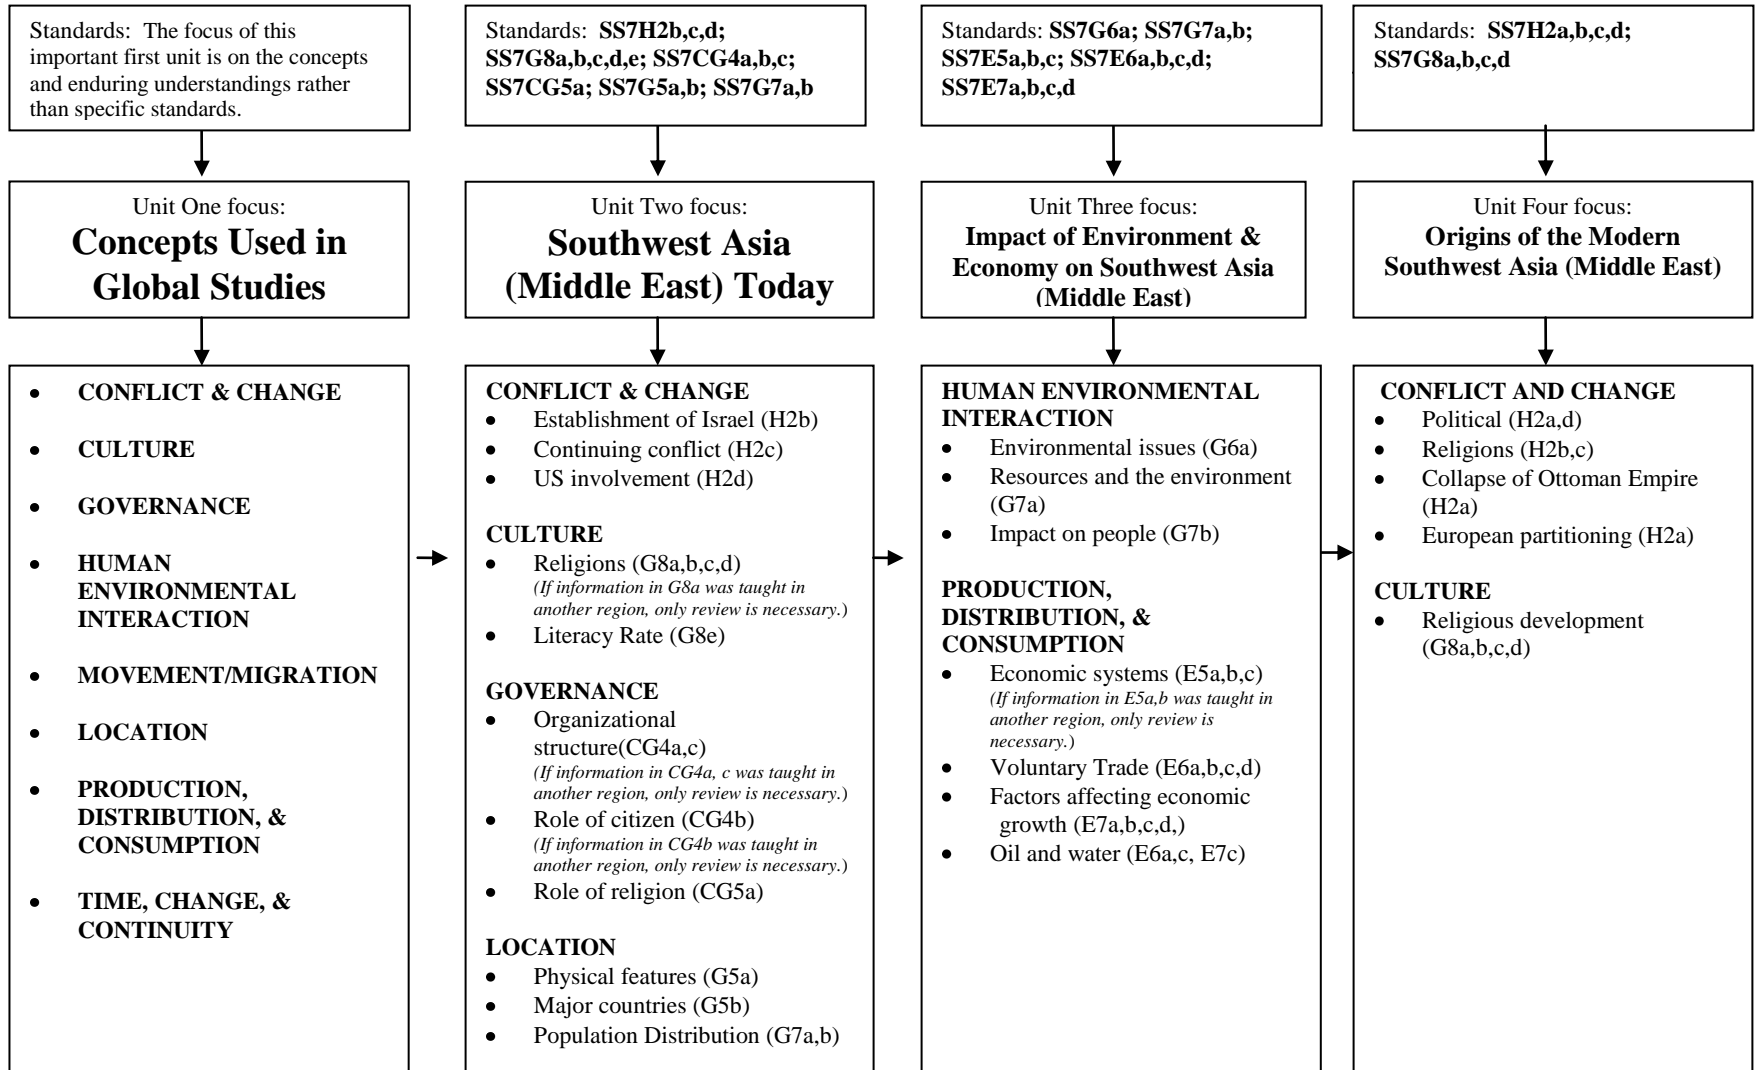 Standards:  The focus of this
important first unit is on the concepts
and enduring understandings rather
than specific standards.
Standards:  SS7H2b,c,d;
SS7G8a,b,c,d,e; SS7CG4a,b,c;
SS7CG5a; SS7G5a,b; SS7G7a,b
Standards: SS7G6a; SS7G7a,b;
SS7E5a,b,c; SS7E6a,b,c,d;
SS7E7a,b,c,d
Standards:  SS7H2a,b,c,d;
SS7G8a,b,c,d
Unit One focus:
Concepts Used in
Global Studies
Unit Two focus:
Southwest Asia
(Middle East) Today
Unit Three focus:
Impact of Environment &
Economy on Southwest Asia
(Middle East)
Unit Four focus:
Origins of the Modern
Southwest Asia (Middle East)
• CONFLICT & CHANGE
• CULTURE
• GOVERNANCE
• HUMAN
ENVIRONMENTAL
INTERACTION
• MOVEMENT/MIGRATION
• LOCATION
• PRODUCTION,
DISTRIBUTION, &
CONSUMPTION
• TIME, CHANGE, &
CONTINUITY
CONFLICT & CHANGE
• Establishment of Israel (H2b)
• Continuing conflict (H2c)
• US involvement (H2d)
CULTURE
• Religions (G8a,b,c,d)
(If information in G8a was taught in
another region, only review is necessary.)
• Literacy Rate (G8e)
GOVERNANCE
• Organizational
structure(CG4a,c)
(If information in CG4a, c was taught in
another region, only review is necessary.)
• Role of citizen (CG4b)
(If information in CG4b was taught in
another region, only review is necessary.)
• Role of religion (CG5a)
LOCATION
• Physical features (G5a)
• Major countries (G5b)
• Population Distribution (G7a,b)
HUMAN ENVIRONMENTAL
INTERACTION
• Environmental issues (G6a)
• Resources and the environment
(G7a)
• Impact on people (G7b)
PRODUCTION,
DISTRIBUTION, &
CONSUMPTION
• Economic systems (E5a,b,c)
(If information in E5a,b was taught in
another region, only review is
necessary.)
• Voluntary Trade (E6a,b,c,d)
• Factors affecting economic
growth (E7a,b,c,d,)
• Oil and water (E6a,c, E7c)
CONFLICT AND CHANGE
• Political (H2a,d)
• Religions (H2b,c)
• Collapse of Ottoman Empire
(H2a)
• European partitioning (H2a)
CULTURE
• Religious development
(G8a,b,c,d)